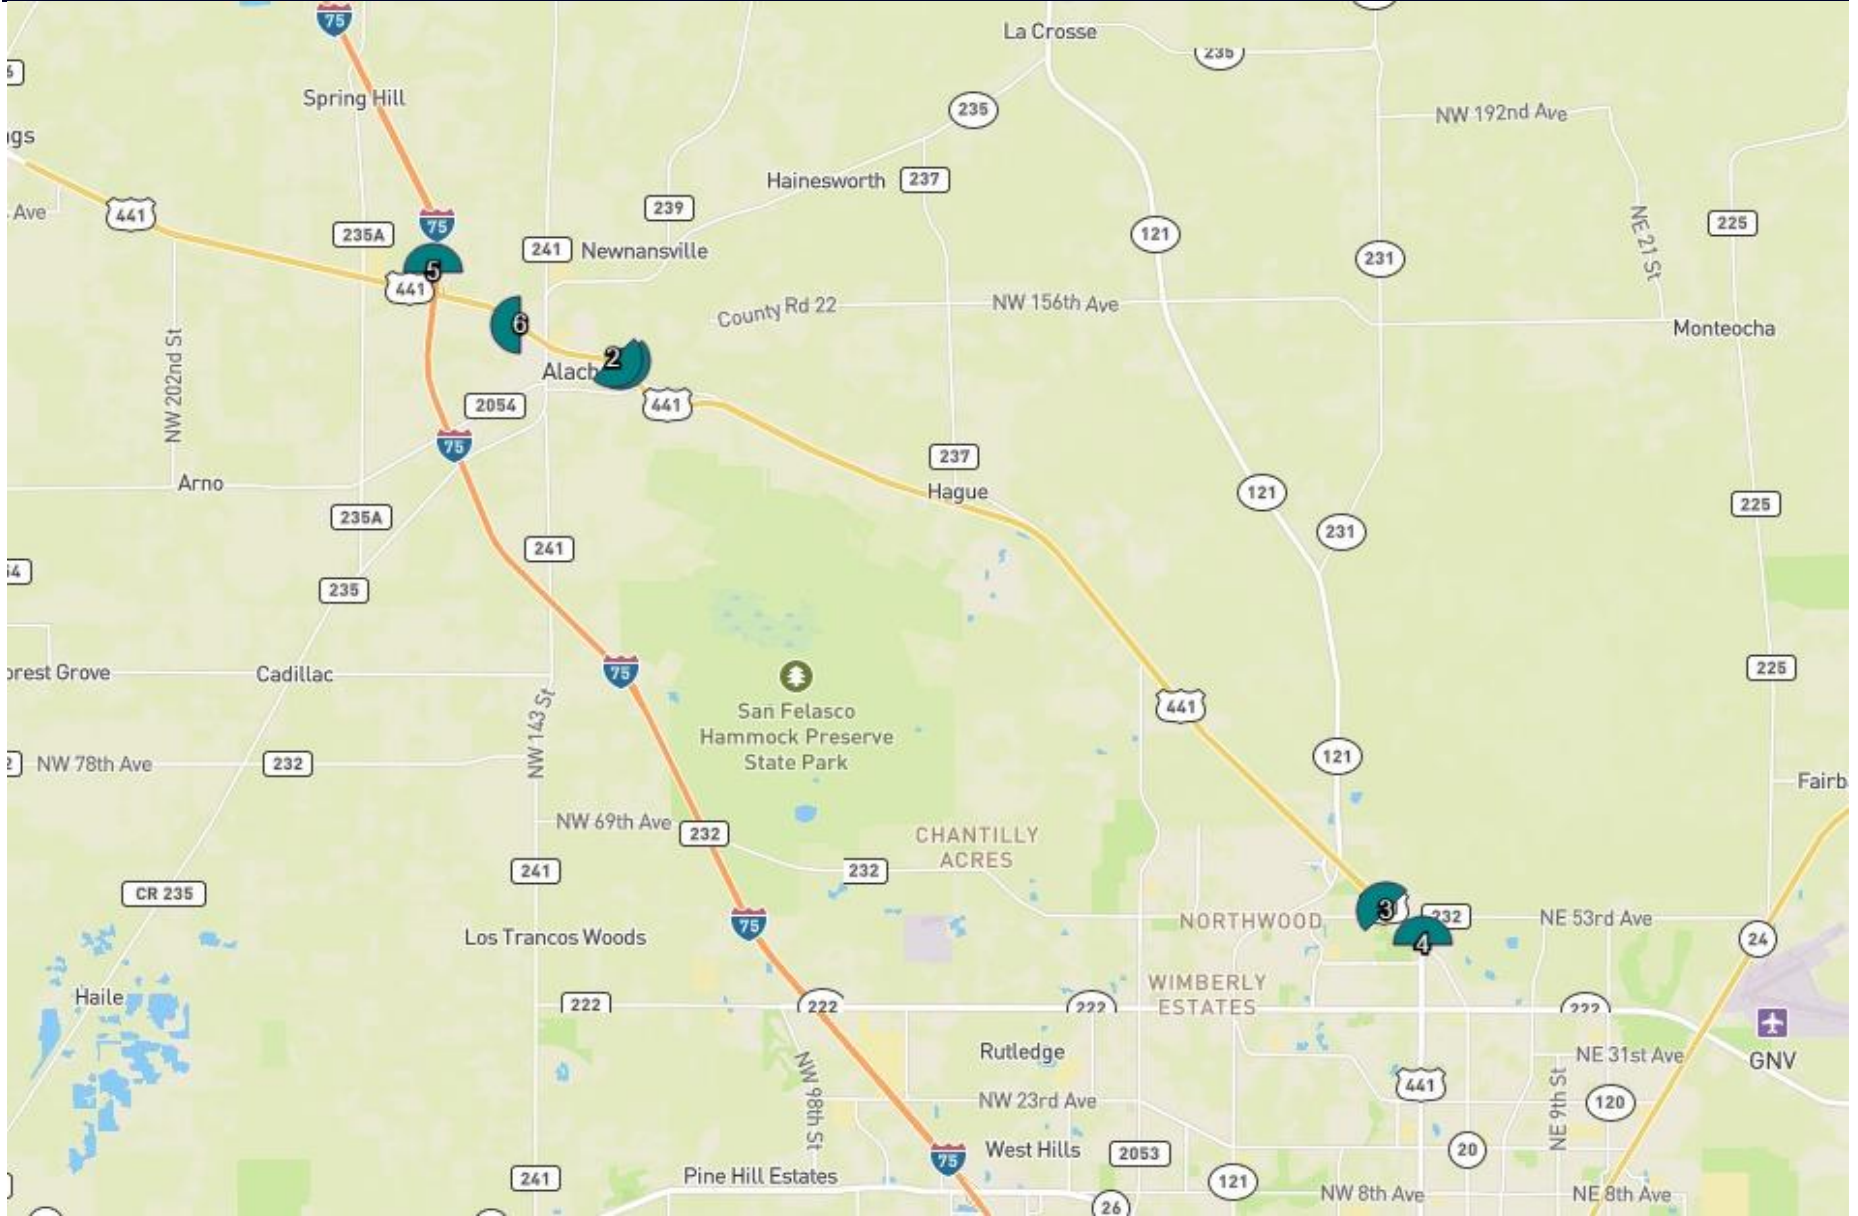 75
La Crosse
235
Spring Hill
235
NW 192nd Ave
gs
Hainesworth
237
Ave
441
239
225
235A
75
241
Newnansville
121
231
NE 21 St
5
441
6
County Rd 22
NW 156th Ave
Monteocha
2
NW 202nd St
2054
441
75
237
Arno
Hague
121
225
235A
231
241
235
orest Grove
Cadillac
75
225
San Felasco
Hammock Preserve
State Park
441
NW 143 St
NW 78th Ave
232
121
Fairb
NW 69th Ave
232
CHANTILLY
ACRES
241
232
CR 235
3
232
NE 53rd Ave
NORTHWOOD
75
Los Trancos Woods
4
24
Haile
222
222
222
WIMBERLY
ESTATES
222
Rutledge
NE 31st Ave
GNV
NW 98th St
441
NW 23rd Ave
NE 9th St
120
75
West Hills
2053
20
241
Pine Hill Estates
121
NW 8th Ave
NE 8th Ave
26